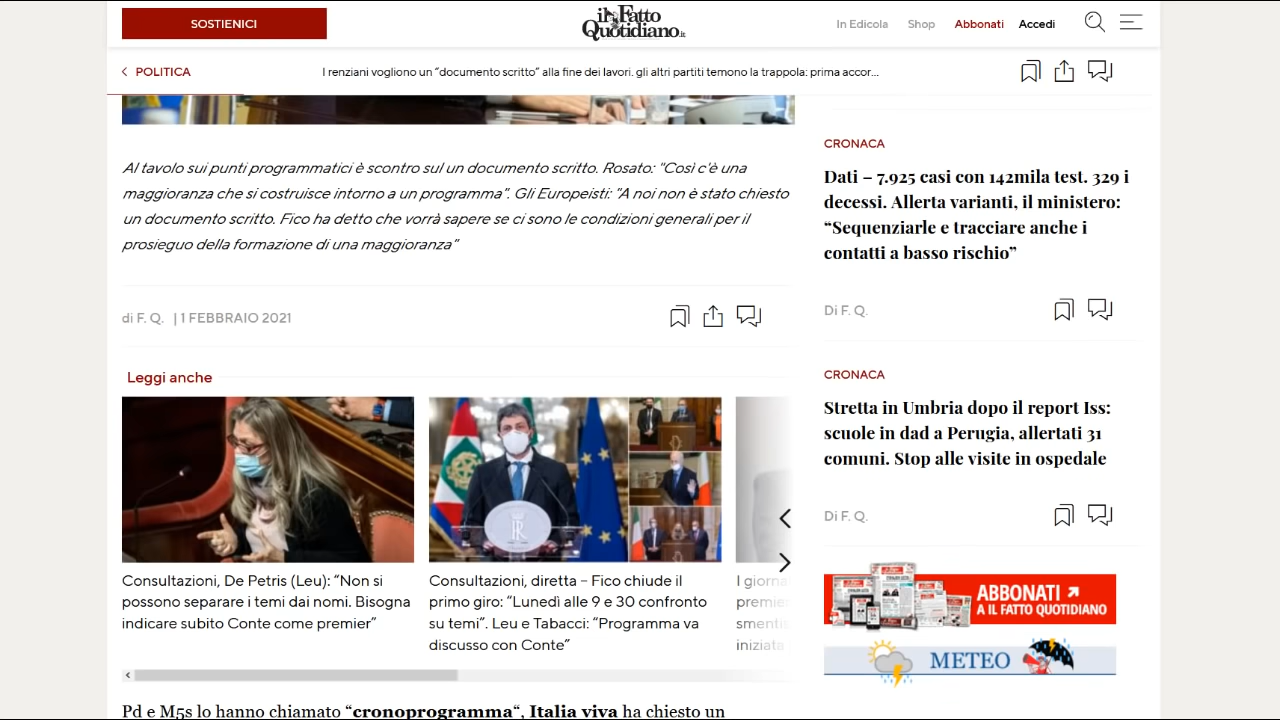 SOSTIENICI
il Fatto
Quotidiano.it
In Edicola
Shop
Abbonati
Accedi
POLITICA
I renziani vogliono un “documento scritto” alla fine dei lavori. gli altri partiti temono la trappola: prima accor...
Al tavolo sui punti programmatici è scontro sul un documento scritto. Rosato: "Così c'è una
maggioranza che si costruisce intorno a un programma". Gli Europeisti: "A noi non è stato chiesto
un documento scritto. Fico ha detto che vorrà sapere se ci sono le condizioni generali per il
prosieguo della formazione di una maggioranza"
di F. Q. | 1 FEBBRAIO 2021
Leggi anche
Consultazioni, De Petris (Leu): “Non si
possono separare i temi dai nomi. Bisogna
indicare subito Conte come premier”
Consultazioni, diretta – Fico chiude il
primo giro: “Lunedì alle 9 e 30 confronto
su temi”. Leu e Tabacci: “Programma va
discusso con Conte”
I giorna
premie
smentis
iniziata
Pd e M5s lo hanno chiamato “cronoprogramma“, Italia viva ha chiesto un
CRONACA
Dati – 7.925 casi con 142mila test. 329 i
decessi. Allerta varianti, il ministero:
“Sequenziarle e tracciare anche i
contatti a basso rischio”
Di F. Q.
CRONACA
Stretta in Umbria dopo il report Iss:
scuole in dad a Perugia, allertati 31
comuni. Stop alle visite in ospedale
Di F. Q.
ABBONATI
A IL FATTO QUOTIDIANO
METEO